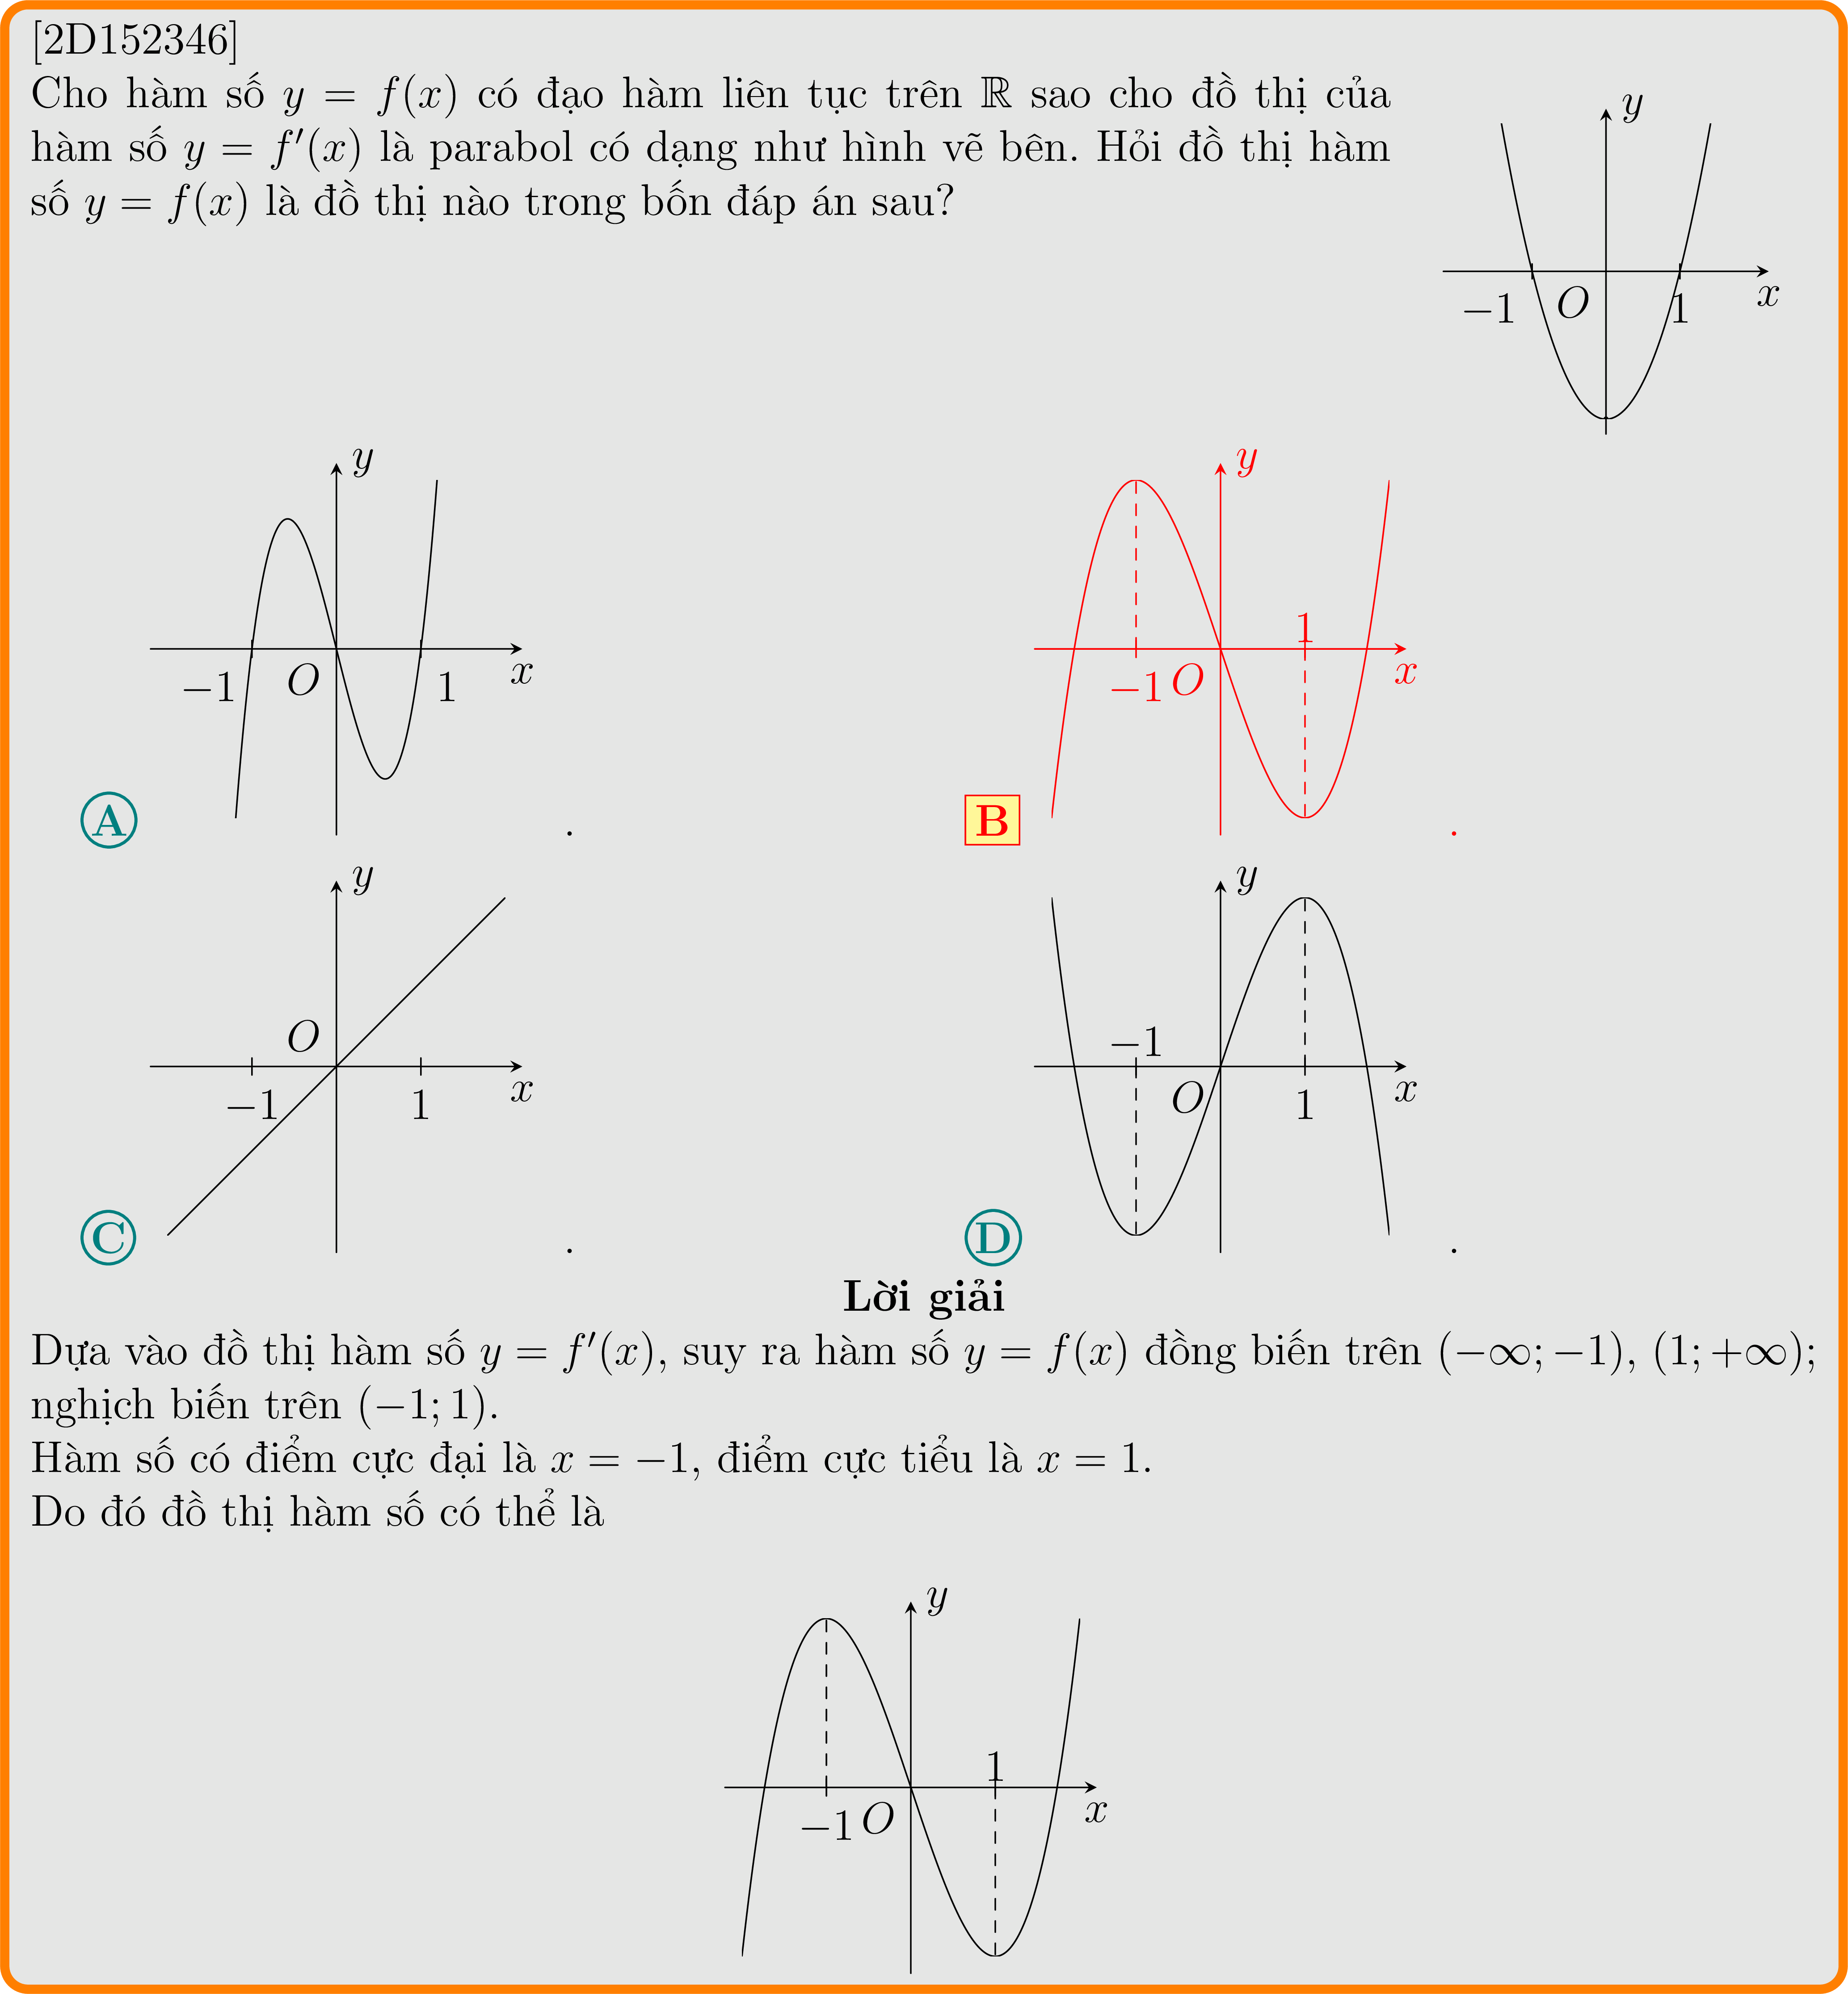 [2D152346]
Cho hàm số y = f(x) có đạo hàm liên tục trên ℝ sao cho đồ thị của
hàm số y = f′(x) là parabol có dạng như hình vẽ bên. Hỏi đồ thị hàm
số y = f(x) là đồ thị nào trong bốn đáp án sau?
y
−1 O 1 x
y
−1 O 1 x
A .
y
1
−1 O x
B .
y
O
−1 1 x
C .
y
−1
O 1 x
D .
Lời giải
Dựa vào đồ thị hàm số y = f′(x), suy ra hàm số y = f(x) đồng biến trên (−∞; −1), (1; +∞);
nghịch biến trên (−1; 1).
Hàm số có điểm cực đại là x = −1, điểm cực tiểu là x = 1.
Do đó đồ thị hàm số có thể là
y
1
−1 O x